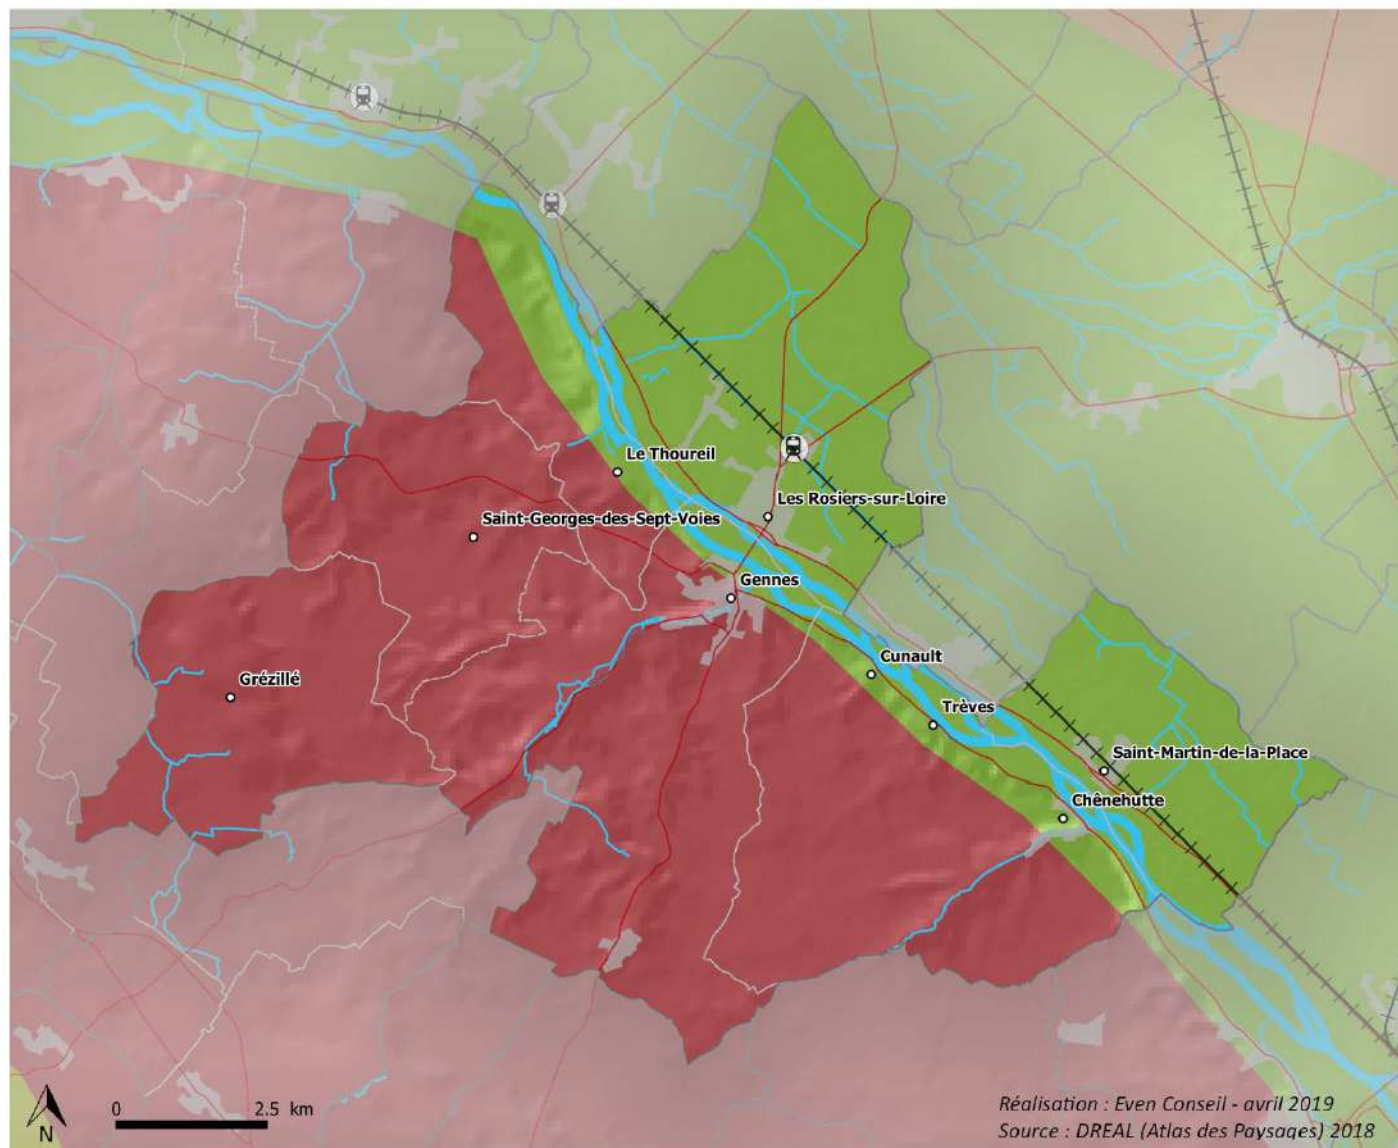 Le Thoureil
Les Rosiers-sur-Loire
Saint-Georges-des-Sept-Voies
Gennes
Cunault
Grézillé
Trèves
Saint-Martin-de-la-Place
Chênehutte
N
0 2.5 km
Réalisation : Even Conseil - avril 2019
Source : DREAL (Atlas des Paysages) 2018